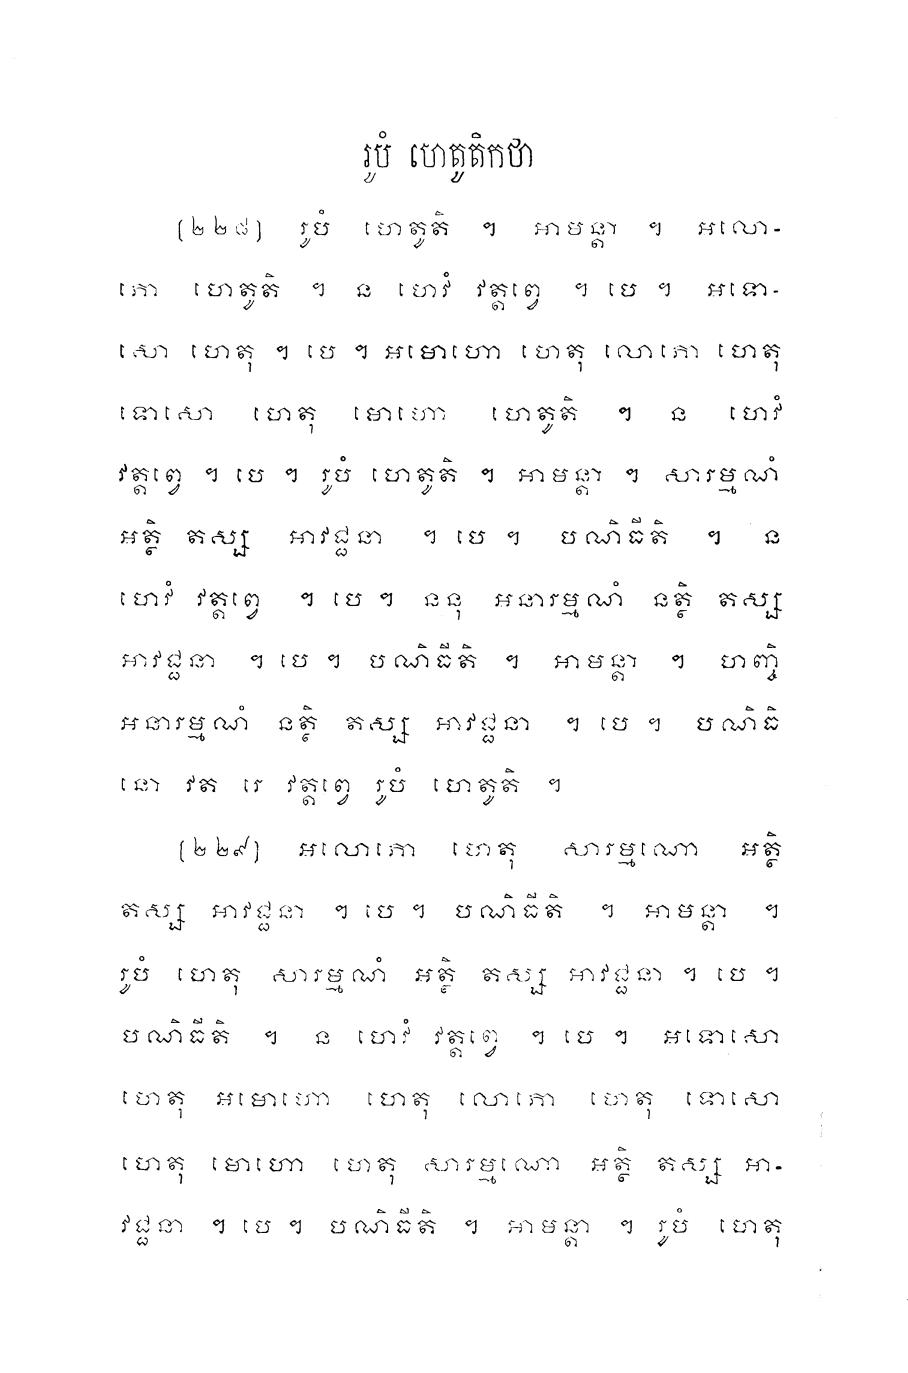 រូបំ ហេតូតិកថា
(២២៨) រូបំ ហេតូតិ ។ អាមន្តា ។ អលោ-
ភោ ហេតូតិ ។ ន ហេវំ វត្តព្វេ ។ បេ ។ អទោ-
សោ ហេតុ ។ បេ ។ អមោហោ ហេតុ លោភោ ហេតុ
ទោសោ ហេតុ មោហោ ហេតូតិ ។ ន ហេវំ
វត្តព្វេ ។ បេ ។ រូបំ ហេតូតិ ។ អាមន្តា ។ សារម្មណំ
អត្ថិ តស្ស អាវជ្ជនា ។ បេ ។ បណិធីតិ ។ ន
ហេវំ វត្តព្វេ ។ បេ ។ ននុ អនារម្មណំ នត្ថិ តស្ស
អាវជ្ជនា ។ បេ ។ បណិធីតិ ។ អាមន្តា ។ ហញ្ចិ
អនារម្មណំ នត្ថិ តស្ស អាវជ្ជនា ។ បេ ។ បណិធិ
នោ វត រេ វត្តព្វេ រូបំ ហេតូតិ ។
(២២៩) អលោភោ ហេតុ សារម្មណោ អត្ថិ
តស្ស អាវជ្ជនា ។ បេ ។ បណិធីតិ ។ អាមន្តា ។
រូបំ ហេតុ សារម្មណំ អត្ថិ តស្ស អាវជ្ជនា ។ បេ ។
បណិធីតិ ។ ន ហេវំ វត្តព្វេ ។ បេ ។ អទោសោ
ហេតុ អមោហោ ហេតុ លោភោ ហេតុ ទោសោ
ហេតុ មោហោ ហេតុ សារម្មណោ អត្ថិ តស្ស អា-
វជ្ជនា ។ បេ ។ បណិធីតិ ។ អាមន្តា ។ រូបំ ហេតុ